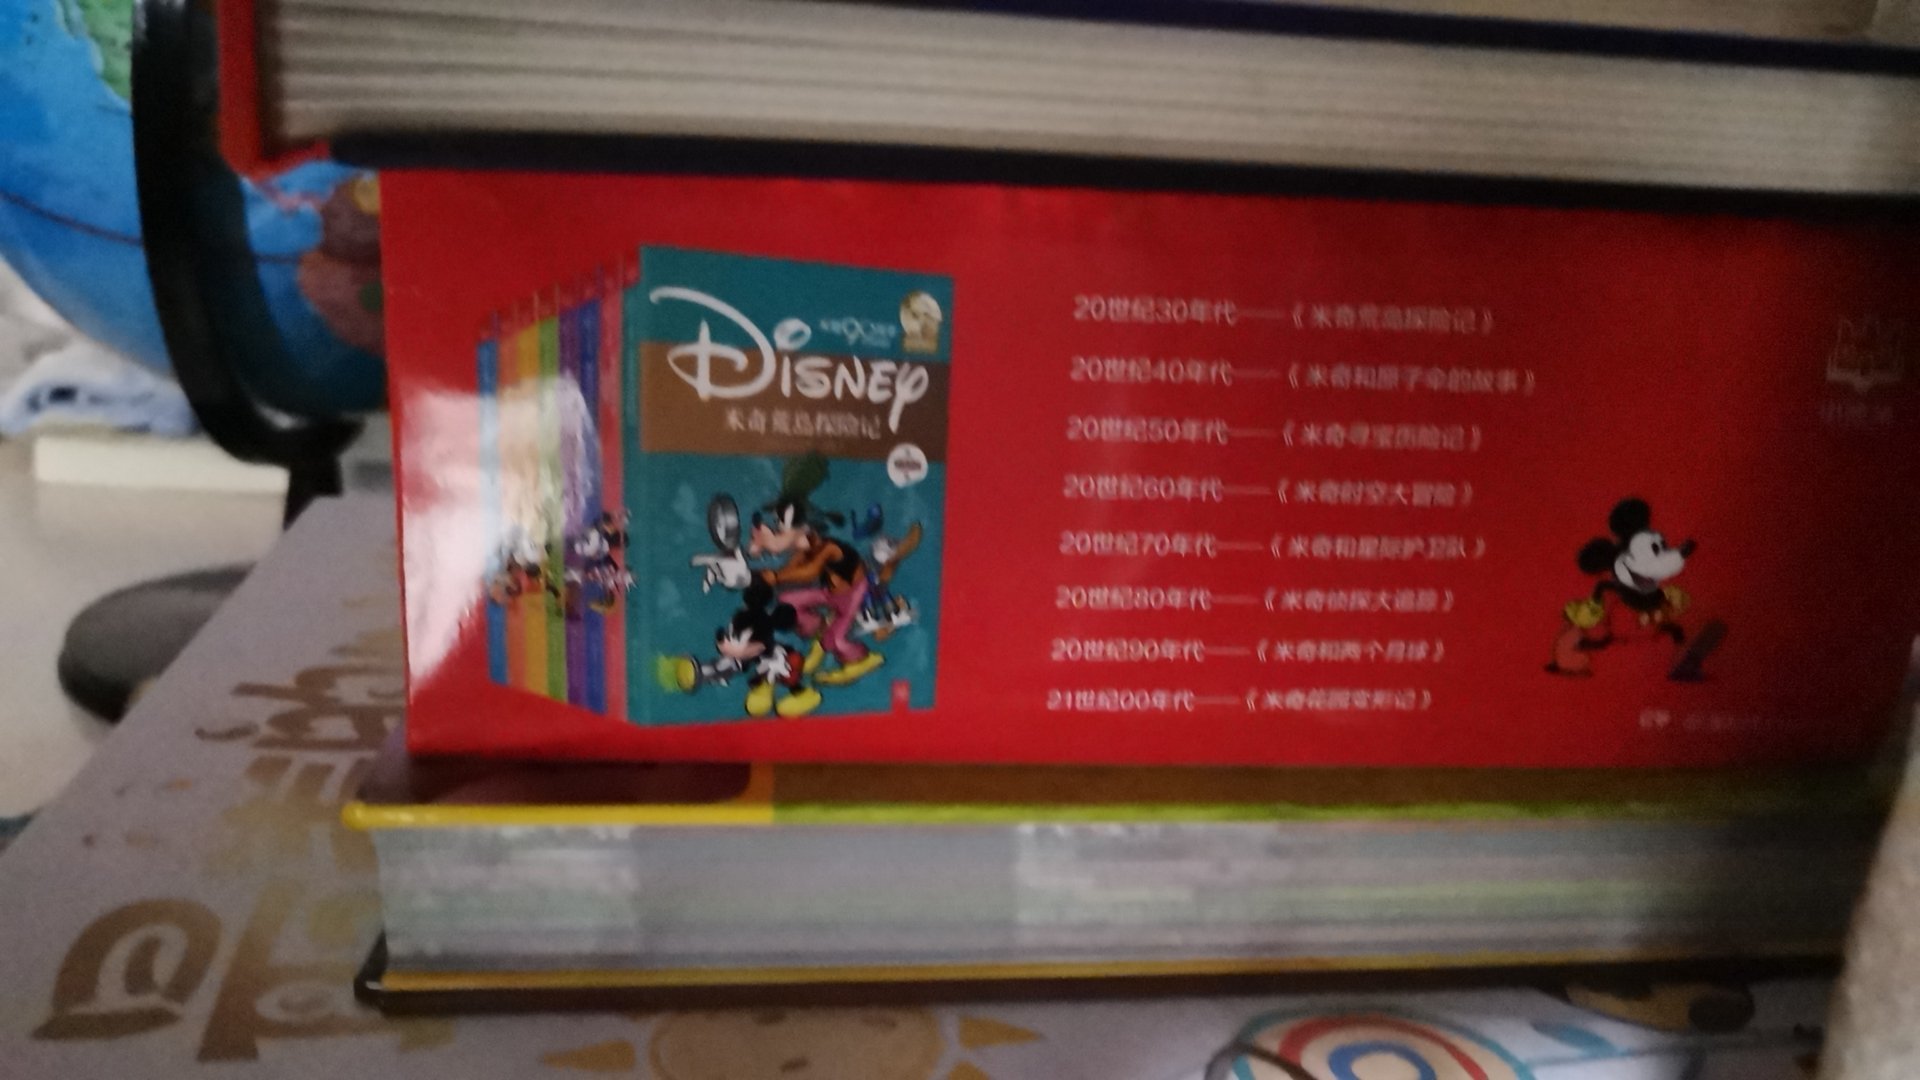 DISNEY
米奇荒岛探险记
20世纪30年代——《米奇荒岛探险记》
20世纪40年代——《米奇和原子伞的故事》
20世纪50年代——《米奇寻宝历险记》
20世纪60年代——《米奇时空大冒险》
20世纪70年代——《米奇和星际护卫队》
20世纪80年代——《米奇侦探大追踪》
20世纪90年代——《米奇和两个月球》
21世纪00年代——《米奇花园变形记》